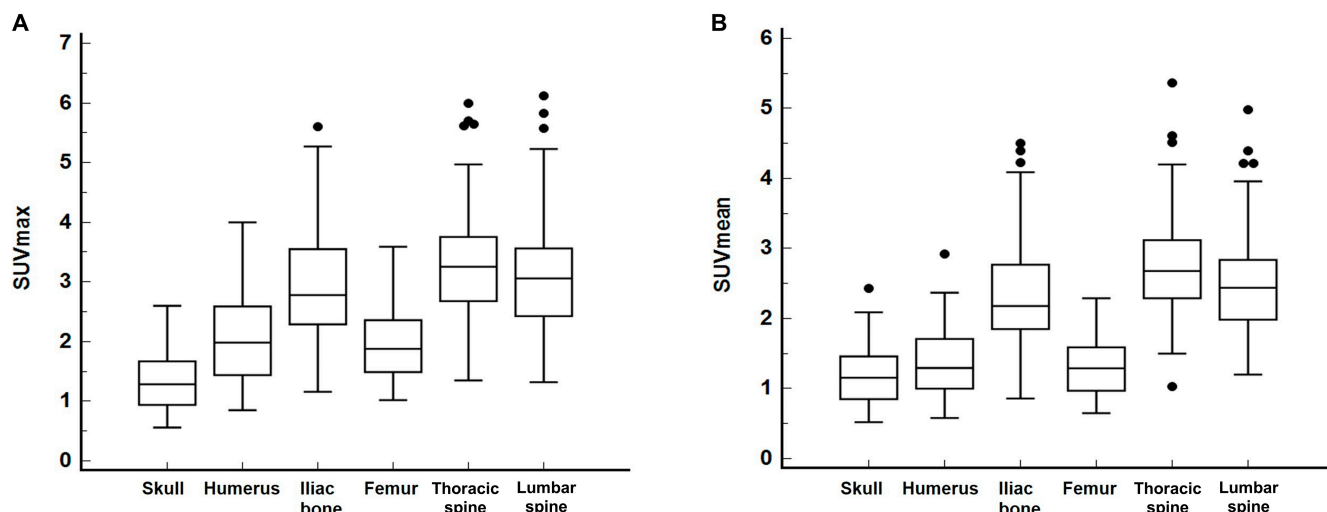 A
SUVmax
7
6
5
4
3
2
1
0
Skull
Humerus
Iliac
bone
Femur
Thoracic
spine
Lumbar
spine
B
SUVmean
6
5
4
3
2
1
0
Skull
Humerus
Iliac
bone
Femur
Thoracic
spine
Lumbar
spine